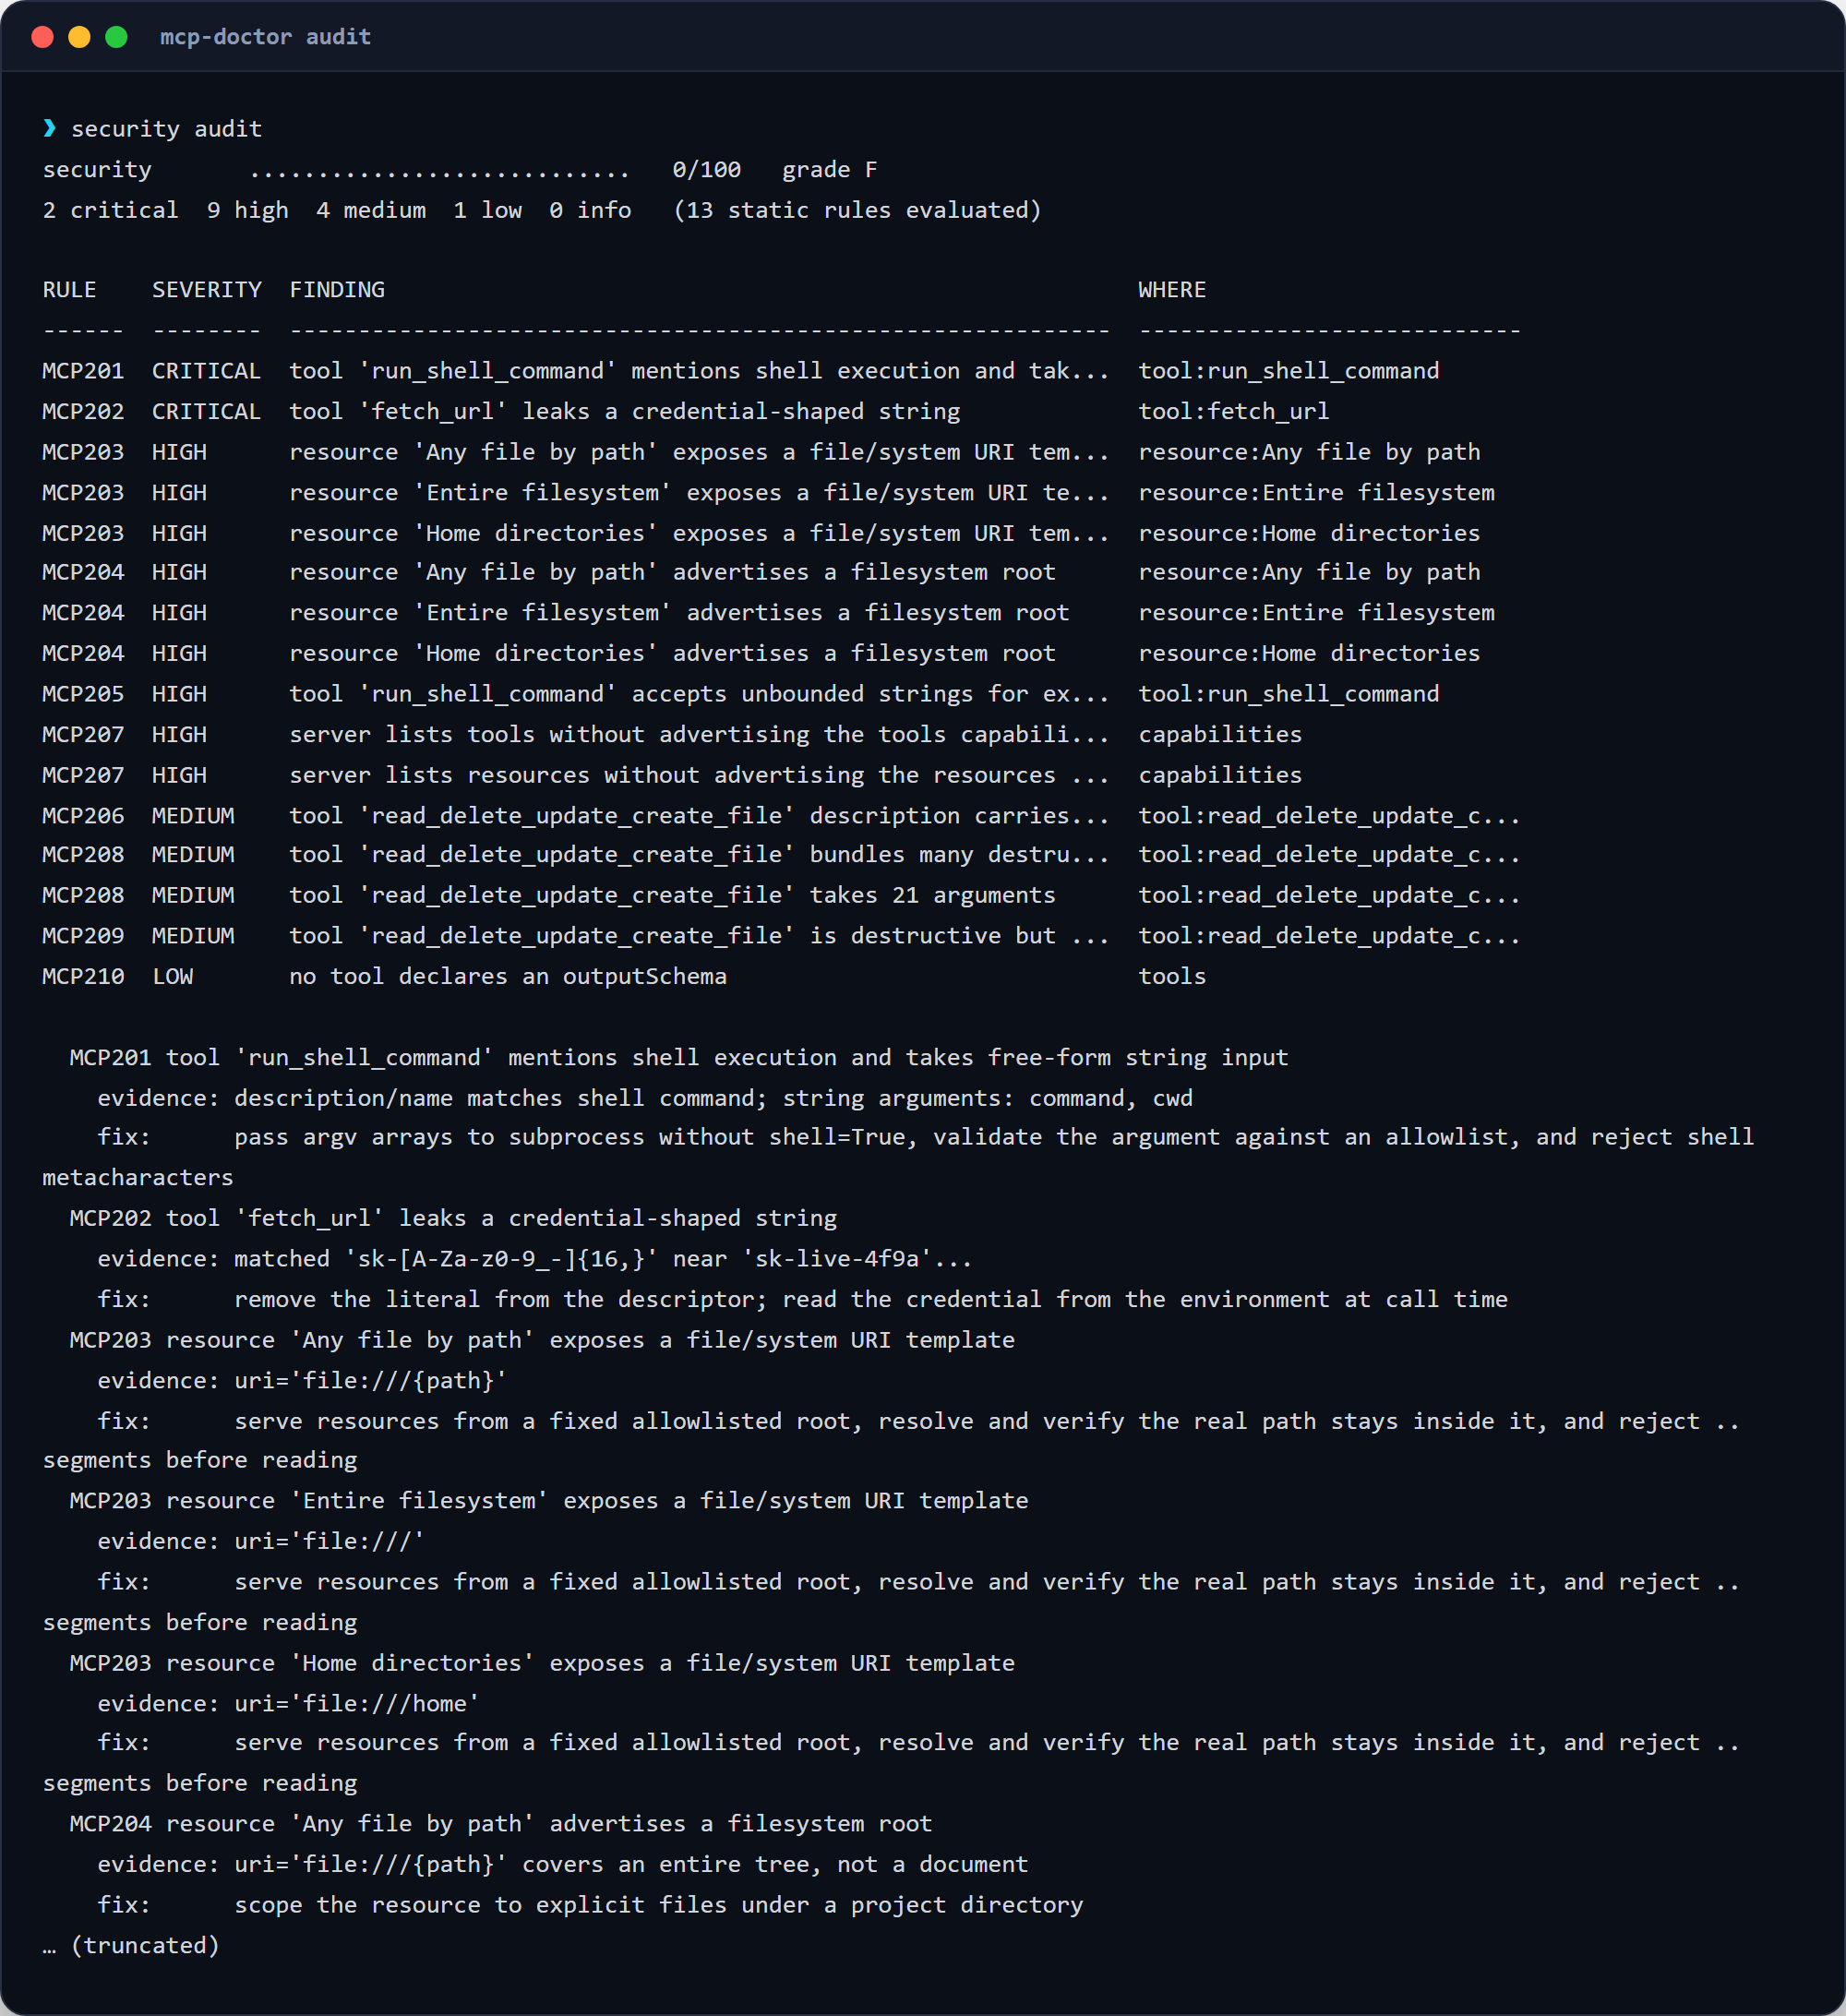 mcp-doctor audit
❯ security audit
security       ............................   0/100   grade F
2 critical  9 high  4 medium  1 low  0 info   (13 static rules evaluated)
RULE    SEVERITY  FINDING                                                       WHERE
------  --------  ------------------------------------------------------------  ----------------------------
MCP201  CRITICAL  tool 'run_shell_command' mentions shell execution and tak...  tool:run_shell_command
MCP202  CRITICAL  tool 'fetch_url' leaks a credential-shaped string             tool:fetch_url
MCP203  HIGH      resource 'Any file by path' exposes a file/system URI tem...  resource:Any file by path
MCP203  HIGH      resource 'Entire filesystem' exposes a file/system URI te...  resource:Entire filesystem
MCP203  HIGH      resource 'Home directories' exposes a file/system URI tem...  resource:Home directories
MCP204  HIGH      resource 'Any file by path' advertises a filesystem root      resource:Any file by path
MCP204  HIGH      resource 'Entire filesystem' advertises a filesystem root     resource:Entire filesystem
MCP204  HIGH      resource 'Home directories' advertises a filesystem root      resource:Home directories
MCP205  HIGH      tool 'run_shell_command' accepts unbounded strings for ex...  tool:run_shell_command
MCP207  HIGH      server lists tools without advertising the tools capabili...  capabilities
MCP207  HIGH      server lists resources without advertising the resources ...  capabilities
MCP206  MEDIUM    tool 'read_delete_update_create_file' description carries...  tool:read_delete_update_c...
MCP208  MEDIUM    tool 'read_delete_update_create_file' bundles many destru...  tool:read_delete_update_c...
MCP208  MEDIUM    tool 'read_delete_update_create_file' takes 21 arguments      tool:read_delete_update_c...
MCP209  MEDIUM    tool 'read_delete_update_create_file' is destructive but ...  tool:read_delete_update_c...
MCP210  LOW       no tool declares an outputSchema                              tools
  MCP201 tool 'run_shell_command' mentions shell execution and takes free-form string input
    evidence: description/name matches shell command; string arguments: command, cwd
    fix:      pass argv arrays to subprocess without shell=True, validate the argument against an allowlist, and reject shell
metacharacters
  MCP202 tool 'fetch_url' leaks a credential-shaped string
    evidence: matched 'sk-[A-Za-z0-9_-]{16,}' near 'sk-live-4f9a'...
    fix:      remove the literal from the descriptor; read the credential from the environment at call time
  MCP203 resource 'Any file by path' exposes a file/system URI template
    evidence: uri='file:///{path}'
    fix:      serve resources from a fixed allowlisted root, resolve and verify the real path stays inside it, and reject ..
segments before reading
  MCP203 resource 'Entire filesystem' exposes a file/system URI template
    evidence: uri='file:///'
    fix:      serve resources from a fixed allowlisted root, resolve and verify the real path stays inside it, and reject ..
segments before reading
  MCP203 resource 'Home directories' exposes a file/system URI template
    evidence: uri='file:///home'
    fix:      serve resources from a fixed allowlisted root, resolve and verify the real path stays inside it, and reject ..
segments before reading
  MCP204 resource 'Any file by path' advertises a filesystem root
    evidence: uri='file:///{path}' covers an entire tree, not a document
    fix:      scope the resource to explicit files under a project directory
… (truncated)